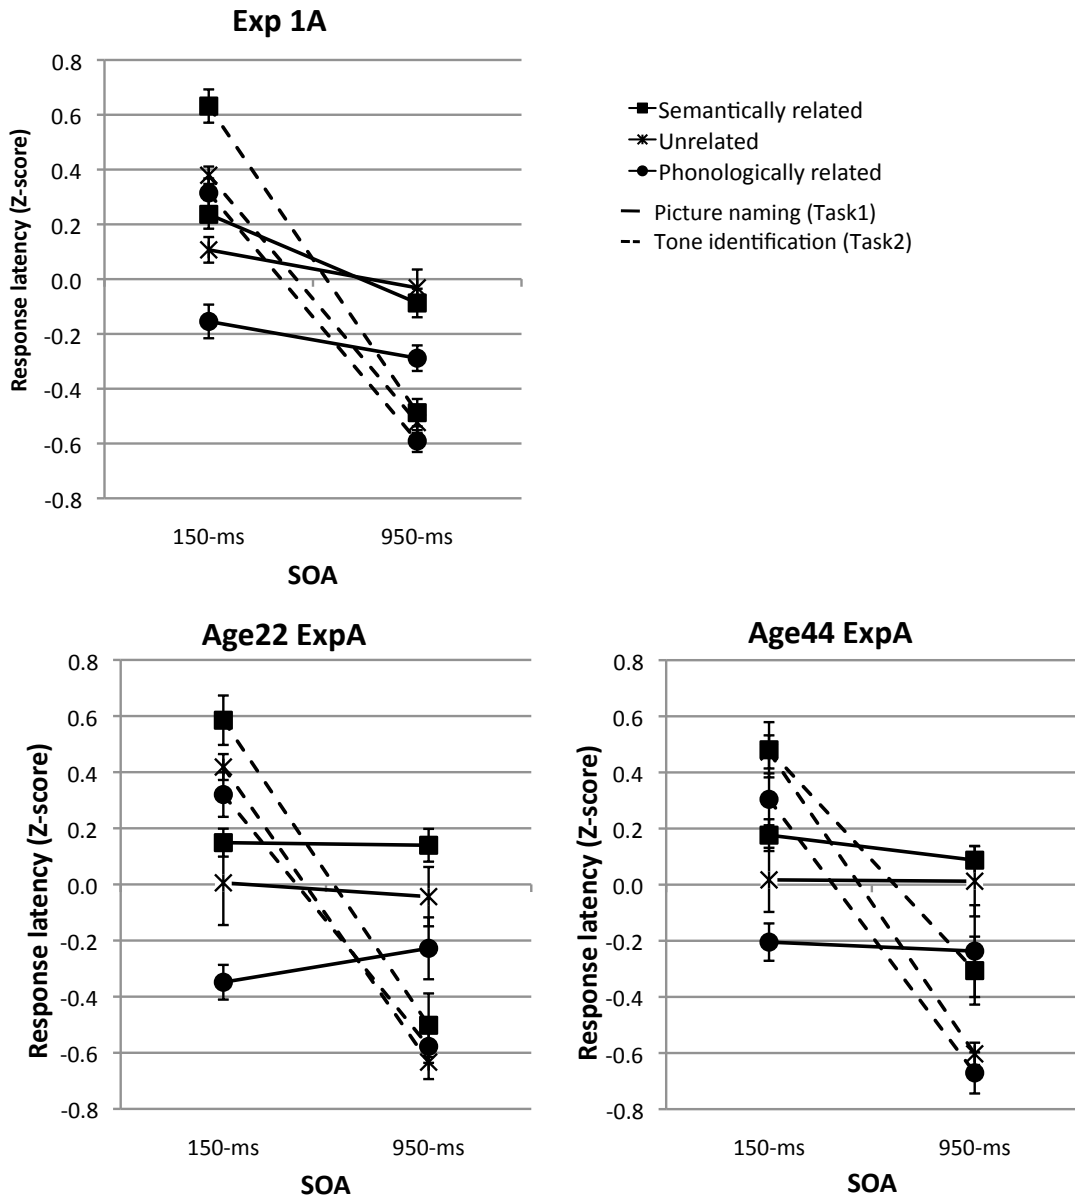 Exp 1A
0.8
0.6
0.4
0.2
0.0
-0.2
-0.4
-0.6
-0.8
Response latency (Z-score)
150-ms 950-ms
SOA
Semantically related
Unrelated
Phonologically related
Picture naming (Task1)
Tone identification (Task2)
Age22 ExpA
0.8
0.6
0.4
0.2
0.0
-0.2
-0.4
-0.6
-0.8
Response latency (Z-score)
150-ms 950-ms
SOA
Age44 ExpA
0.8
0.6
0.4
0.2
0.0
-0.2
-0.4
-0.6
-0.8
Response latency (Z-score)
150-ms 950-ms
SOA